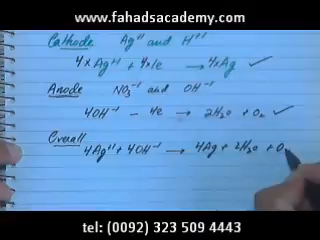 www.fahadsacademy.com
Cathode Ag⁺¹ and H⁺¹
4×Ag⁺¹ + 4×1e → 4×Ag ✓
Anode NO₃⁻¹ and OH⁻¹
4OH⁻¹ - 4e → 2H₂O + O₂ ✓
Overall
4Ag⁺¹ + 4OH⁻¹ → 4Ag + 2H₂O + O
tel: (0092) 323 509 4443